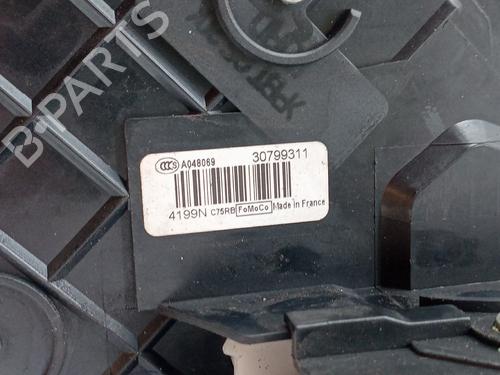 B-PARTS
CCC S A048069 30799311
4199N C75RB FoMoCo Made in France